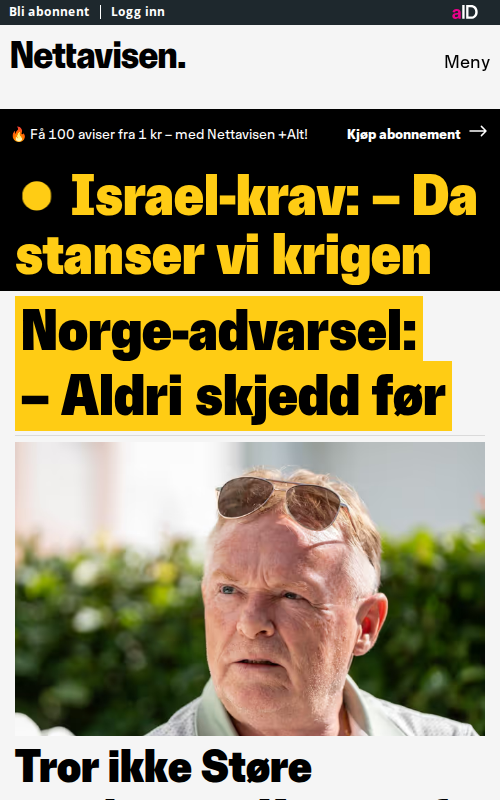 Bli abonnent | Logg inn
aID
Nettavisen.
Meny
🔥 Få 100 aviser fra 1 kr – med Nettavisen +Alt!
Kjøp abonnement →
Israel-krav: – Da
stanser vi krigen
Norge-advarsel:
– Aldri skjedd før
Tror ikke Støre